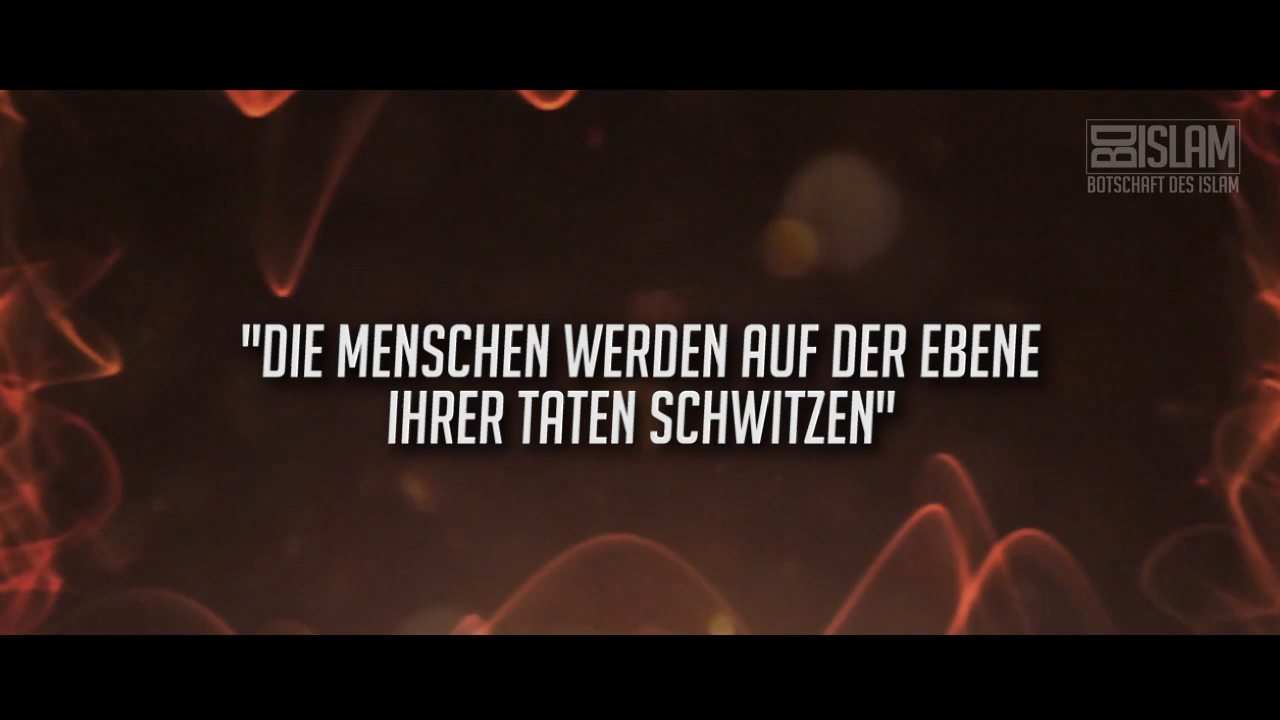 BDISLAM
BOTSCHAFT DES ISLAM
"DIE MENSCHEN WERDEN AUF DER EBENE
IHRER TATEN SCHWITZEN"